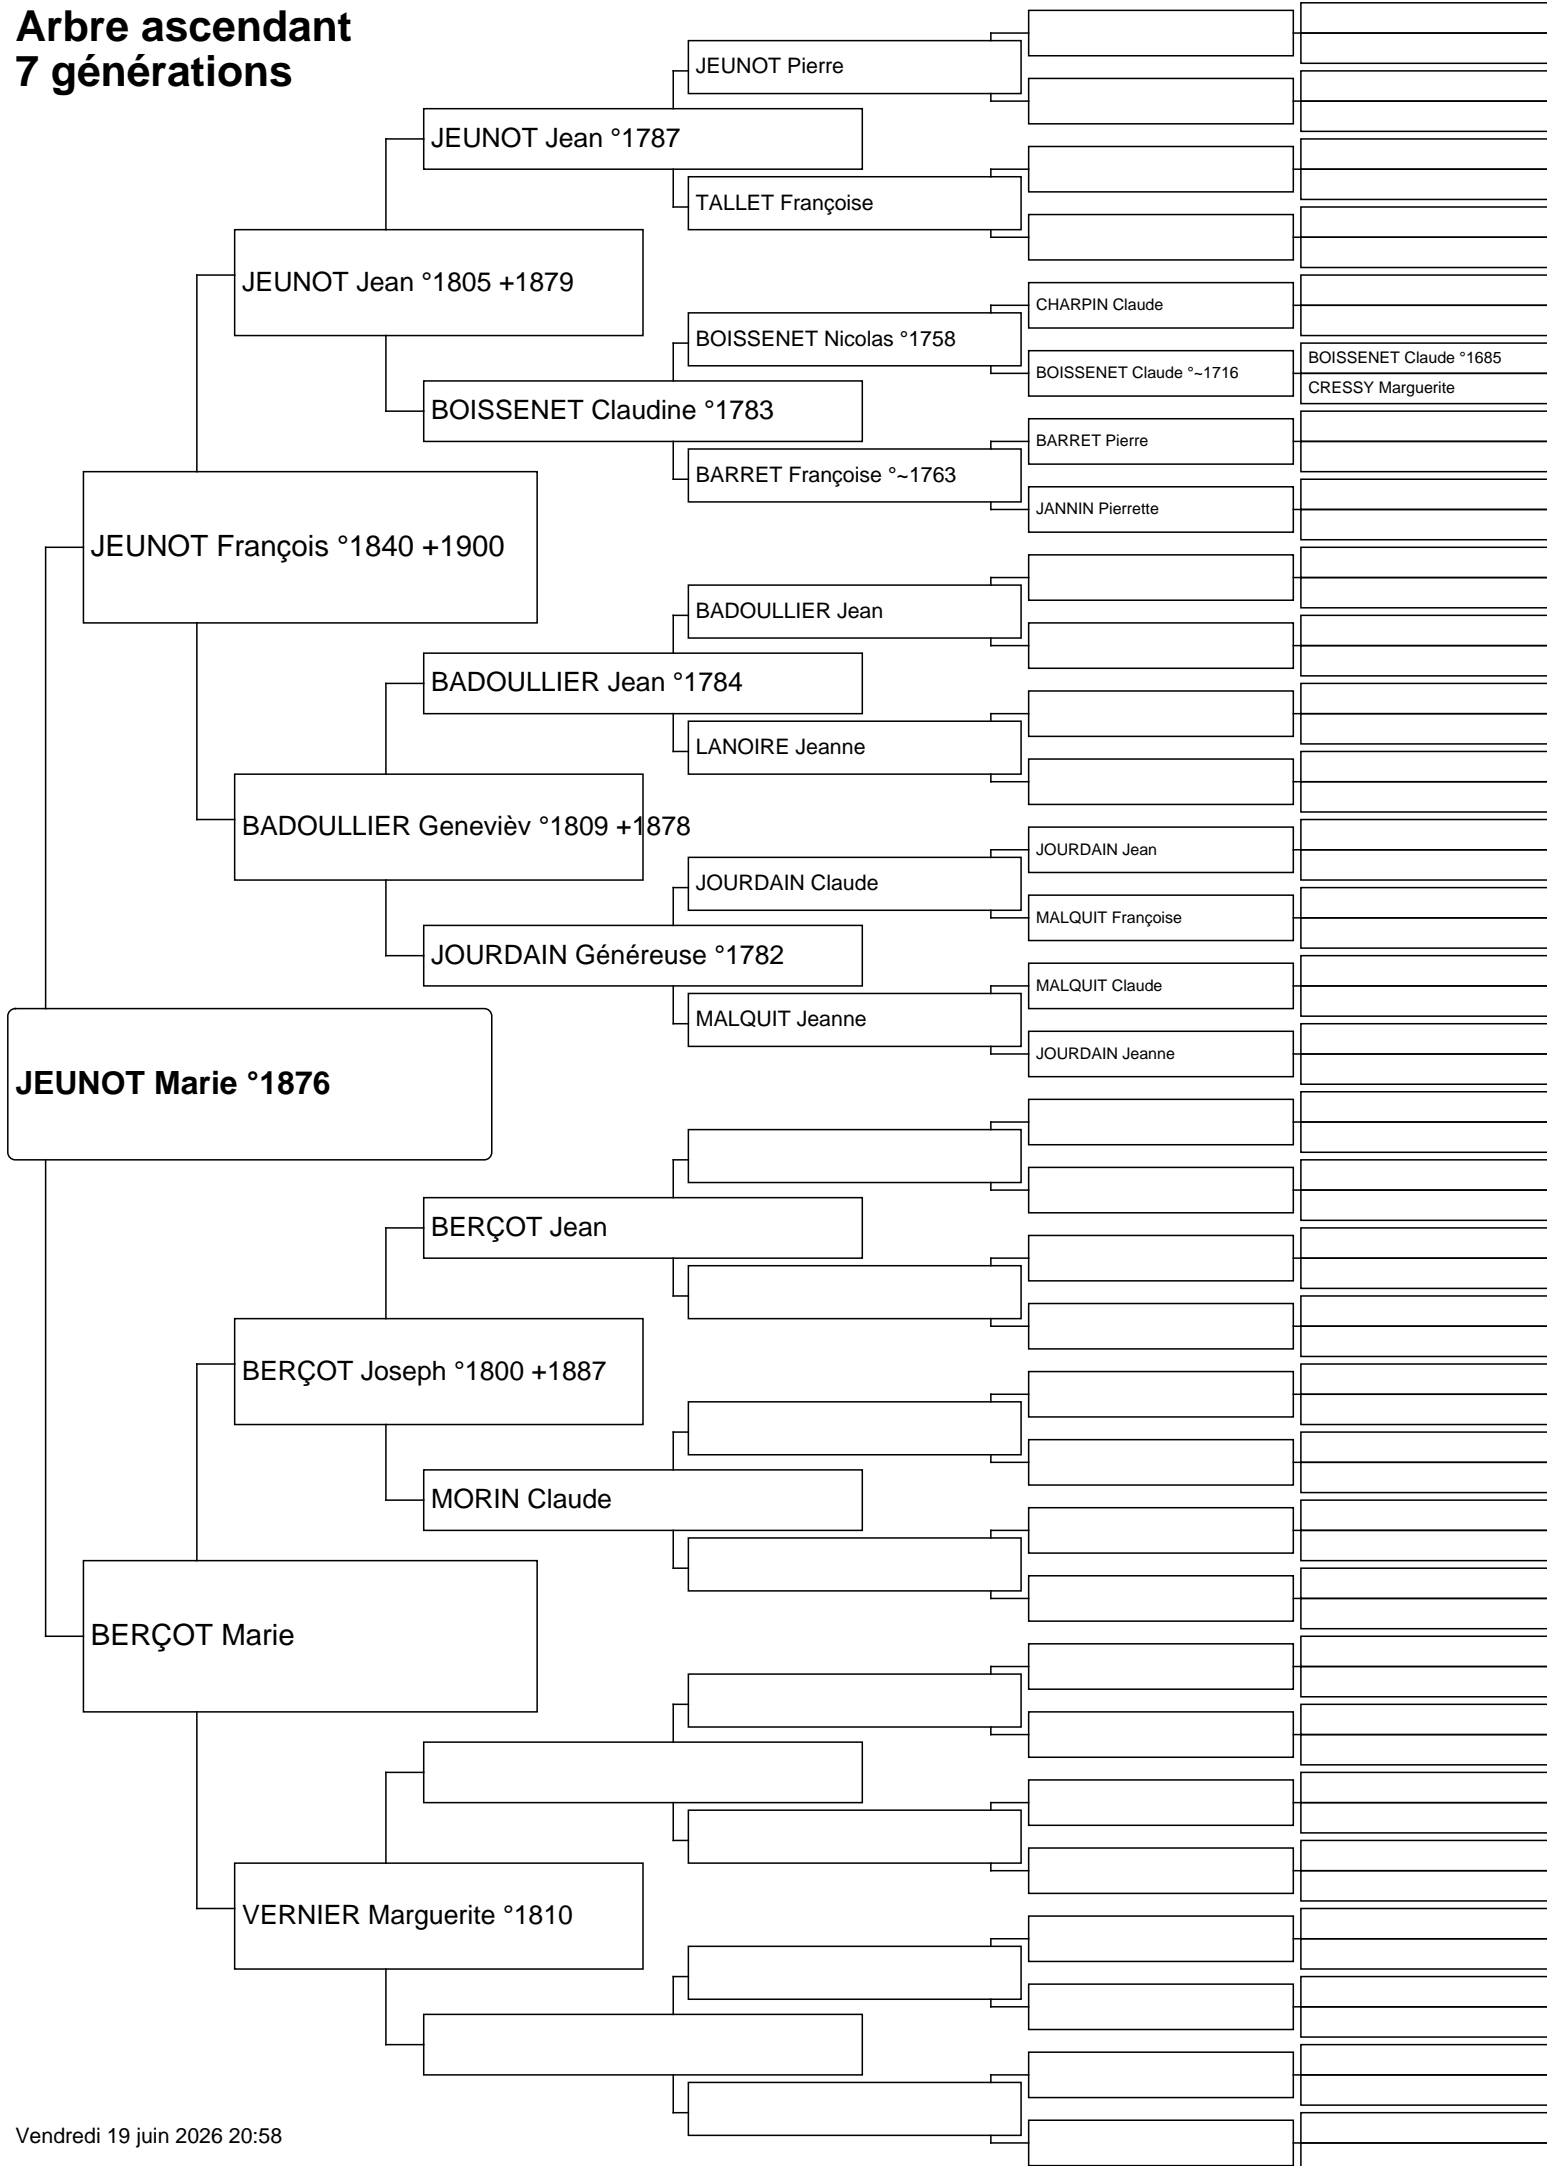 Arbre ascendant
7 générations
JEUNOT Pierre
JEUNOT Jean °1787
TALLET Françoise
JEUNOT Jean °1805 +1879
CHARPIN Claude
BOISSENET Nicolas °1758
BOISSENET Claude °1685
BOISSENET Claude °~1716
CRESSY Marguerite
BOISSENET Claudine °1783
BARRET Pierre
BARRET Françoise °~1763
JANNIN Pierrette
JEUNOT François °1840 +1900
BADOULLIER Jean
BADOULLIER Jean °1784
LANOIRE Jeanne
BADOULLIER Genevièv °1809 +1878
JOURDAIN Jean
JOURDAIN Claude
MALQUIT Françoise
JOURDAIN Généreuse °1782
MALQUIT Claude
MALQUIT Jeanne
JOURDAIN Jeanne
JEUNOT Marie °1876
BERÇOT Jean
BERÇOT Joseph °1800 +1887
MORIN Claude
BERÇOT Marie
VERNIER Marguerite °1810
Vendredi 19 juin 2026 20:58